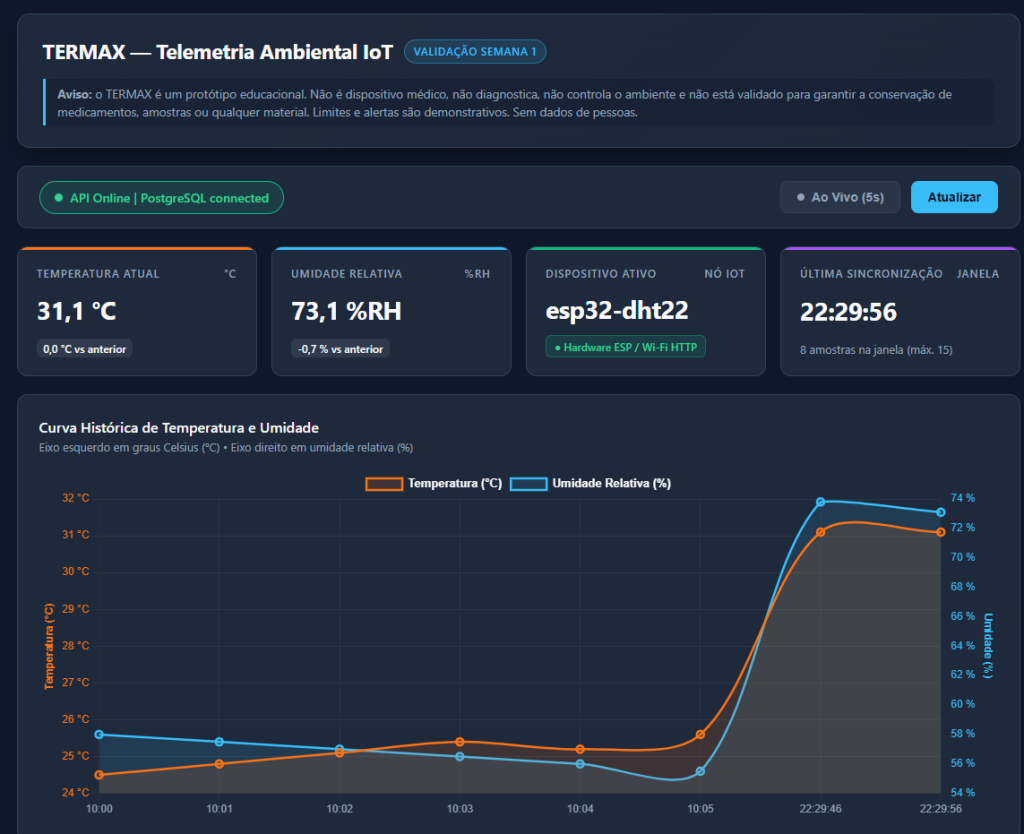 TERMAX — Telemetria Ambiental IoT VALIDAÇÃO SEMANA 1
Aviso: o TERMAX é um protótipo educacional. Não é dispositivo médico, não diagnostica, não controla o ambiente e não está validado para garantir a conservação de
medicamentos, amostras ou qualquer material. Limites e alertas são demonstrativos. Sem dados de pessoas.
API Online | PostgreSQL connected
Ao Vivo (5s)
Atualizar
TEMPERATURA ATUAL °C
31,1 °C
0,0 °C vs anterior
UMIDADE RELATIVA %RH
73,1 %RH
-0,7 % vs anterior
DISPOSITIVO ATIVO NÓ IOT
esp32-dht22
● Hardware ESP / Wi-Fi HTTP
ÚLTIMA SINCRONIZAÇÃO JANELA
22:29:56
8 amostras na janela (máx. 15)
Curva Histórica de Temperatura e Umidade
Eixo esquerdo em graus Celsius (°C) • Eixo direito em umidade relativa (%)
Temperatura (°C) Umidade Relativa (%)
32 °C
31 °C
30 °C
29 °C
28 °C
27 °C
26 °C
25 °C
24 °C
Temperatura (°C)
74 %
72 %
70 %
68 %
66 %
64 %
62 %
60 %
58 %
56 %
54 %
Umidade (%)
10:00 10:01 10:02 10:03 10:04 10:05 22:29:46 22:29:56